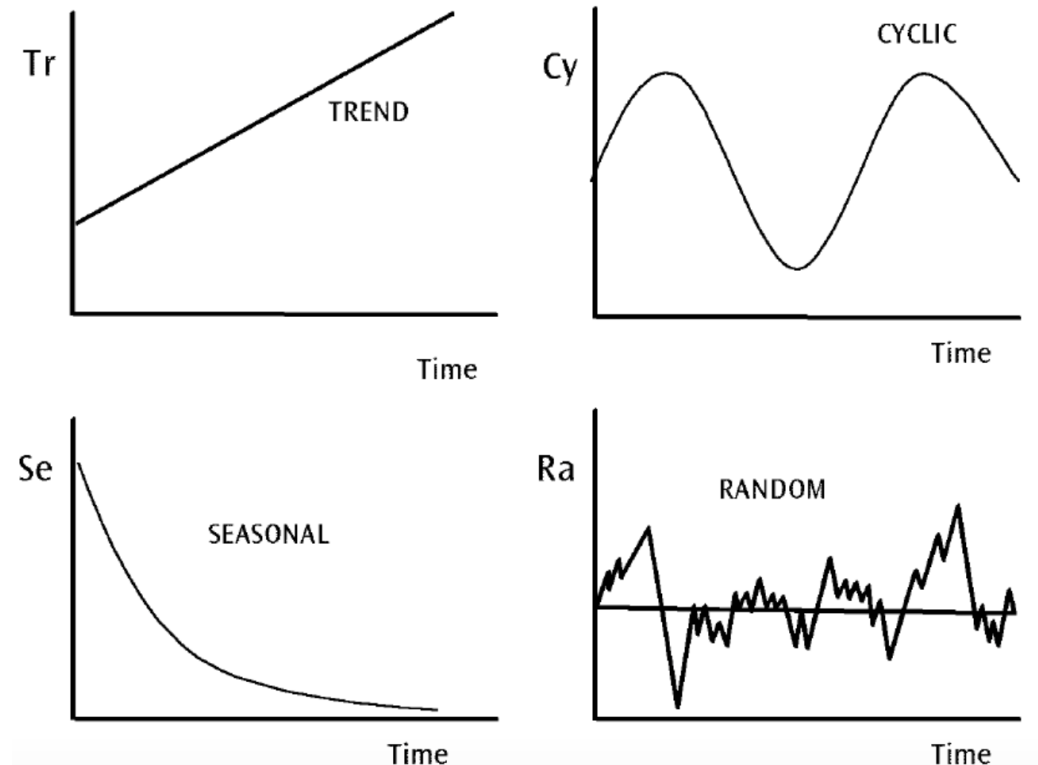 Tr
TREND
Time
Cy
CYCLIC
Time
Se
SEASONAL
Time
Ra
RANDOM
Time